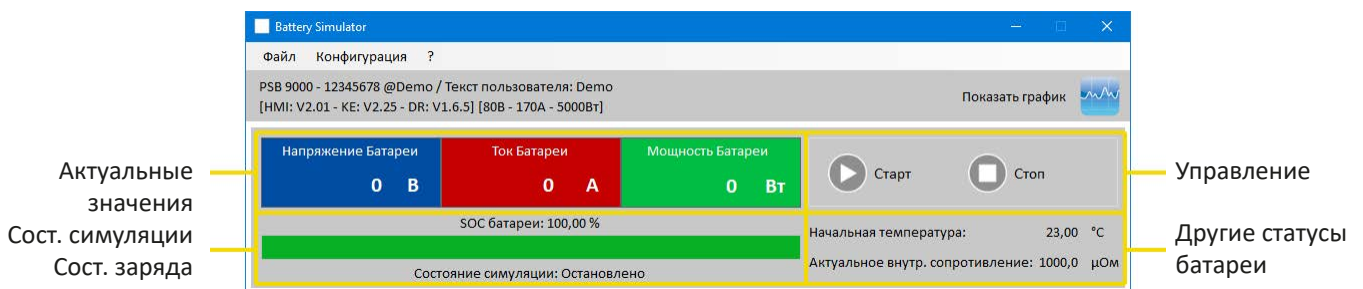 Battery Simulator
Файл Конфигурация ?
PSB 9000 - 12345678 @Demo / Текст пользователя: Demo
[HMI: V2.01 - KE: V2.25 - DR: V1.6.5] [80В - 170А - 5000Вт]
Показать график
Напряжение Батареи
0 В
Ток Батареи
0 А
Мощность Батареи
0 Вт
Старт
Стоп
SOC батареи: 100,00 %
Состояние симуляции: Остановлено
Начальная температура: 23,00 °C
Актуальное внутр. сопротивление: 1000,0 µОм
Актуальные
значения
Сост. симуляции
Сост. заряда
Управление
Другие статусы
батареи